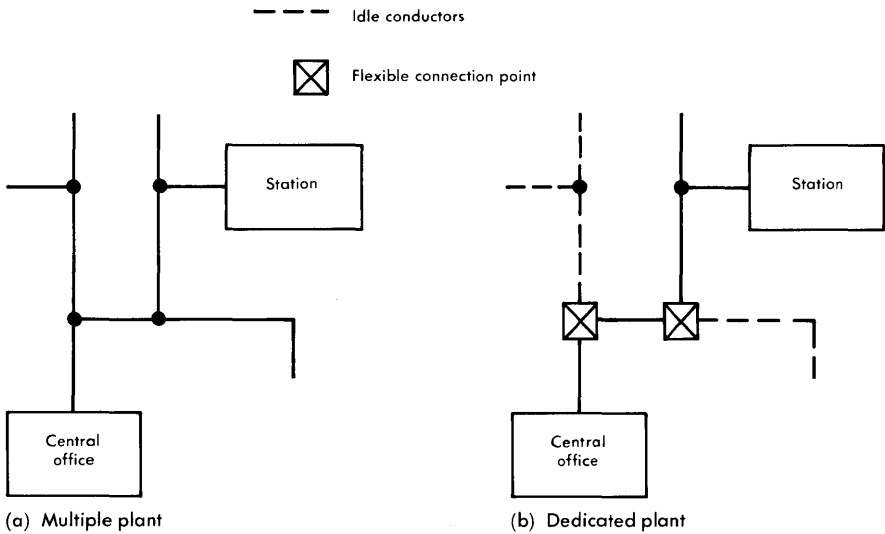 Idle conductors
Flexible connection point
Station
Station
Central
office
Central
office
(a) Multiple plant
(b) Dedicated plant